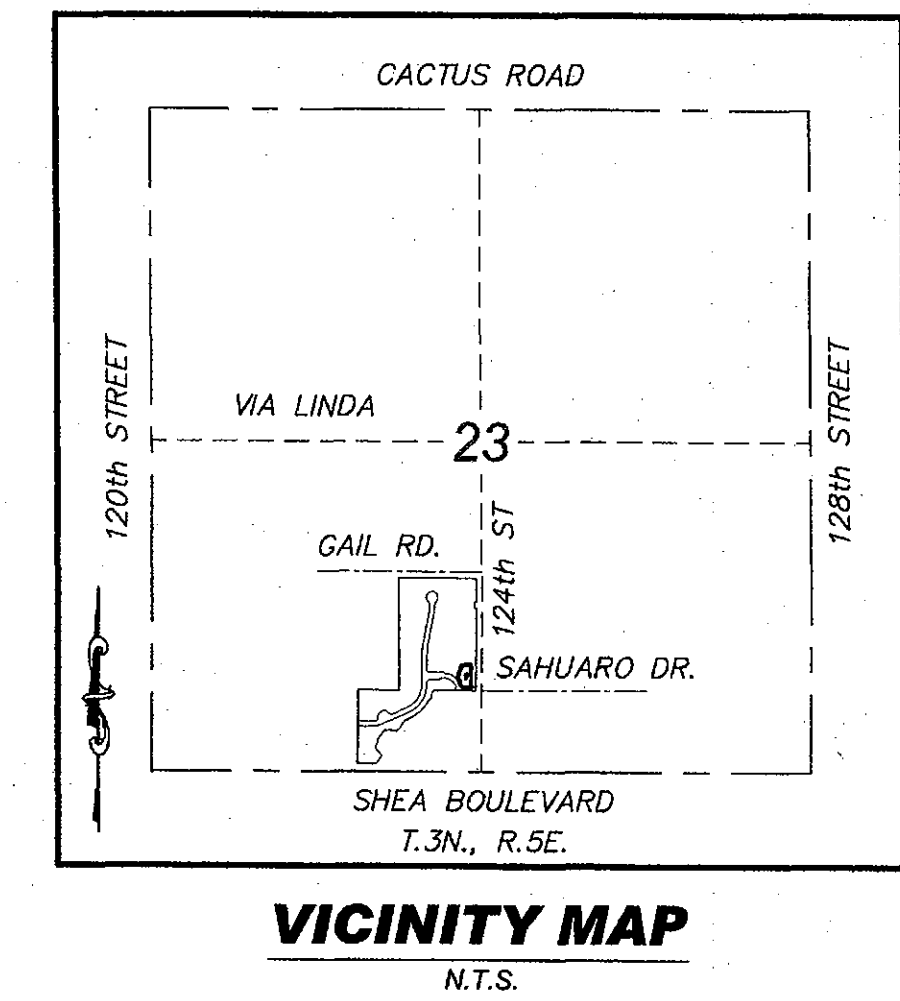 CACTUS ROAD
120th STREET
VIA LINDA
23
128th STREET
GAIL RD.
124th ST
SAHUARO DR.
SHEA BOULEVARD
T.3N., R.5E.
VICINITY MAP
N.T.S.